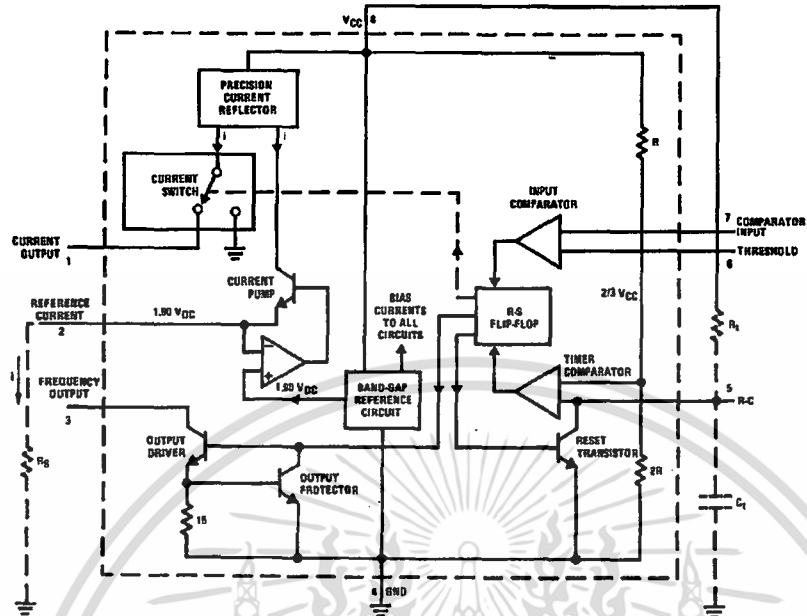 VCC 8
PRECISION
CURRENT
REFLECTOR
i
i
R
CURRENT
SWITCH
INPUT
COMPARATOR
7 COMPARATOR
INPUT
THRESHOLD
6
CURRENT
OUTPUT
1
CURRENT
PUMP
BIAS
CURRENTS
TO ALL
CIRCUITS
2/3 VCC
REFERENCE
CURRENT
2
1.90 VDC
R-S
FLIP-FLOP
Rt
i
−
+
1.90 VDC
TIMER
COMPARATOR
5
R-C
FREQUENCY
OUTPUT
3
BAND-GAP
REFERENCE
CIRCUIT
OUTPUT
DRIVER
RESET
TRANSISTOR
RS
OUTPUT
PROTECTOR
2R
15
Ct
4 GND